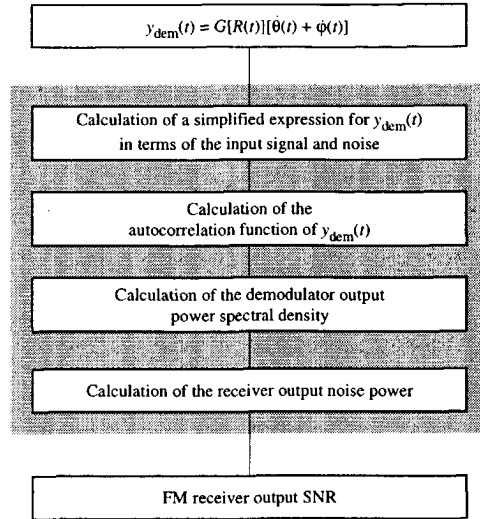 y_dem(t) = G[R(t)][θ̇(t) + φ̇(t)]
Calculation of a simplified expression for y_dem(t)
in terms of the input signal and noise
Calculation of the
autocorrelation function of y_dem(t)
Calculation of the demodulator output
power spectral density
Calculation of the receiver output noise power
FM receiver output SNR